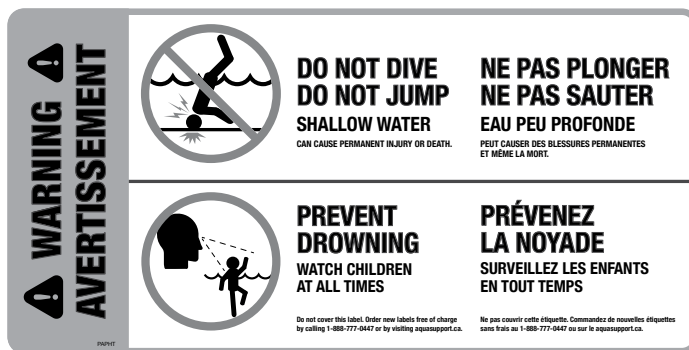 WARNING
AVERTISSEMENT
PAPHT
DO NOT DIVE
DO NOT JUMP
SHALLOW WATER
CAN CAUSE PERMANENT INJURY OR DEATH.
NE PAS PLONGER
NE PAS SAUTER
EAU PEU PROFONDE
PEUT CAUSER DES BLESSURES PERMANENTES
ET MÊME LA MORT.
PREVENT
DROWNING
WATCH CHILDREN
AT ALL TIMES
Do not cover this label. Order new labels free of charge
by calling 1-888-777-0447 or by visiting aquasupport.ca.
PRÉVENEZ
LA NOYADE
SURVEILLEZ LES ENFANTS
EN TOUT TEMPS
Ne pas couvrir cette étiquette. Commandez de nouvelles étiquettes
sans frais au 1-888-777-0447 ou sur le aquasupport.ca.